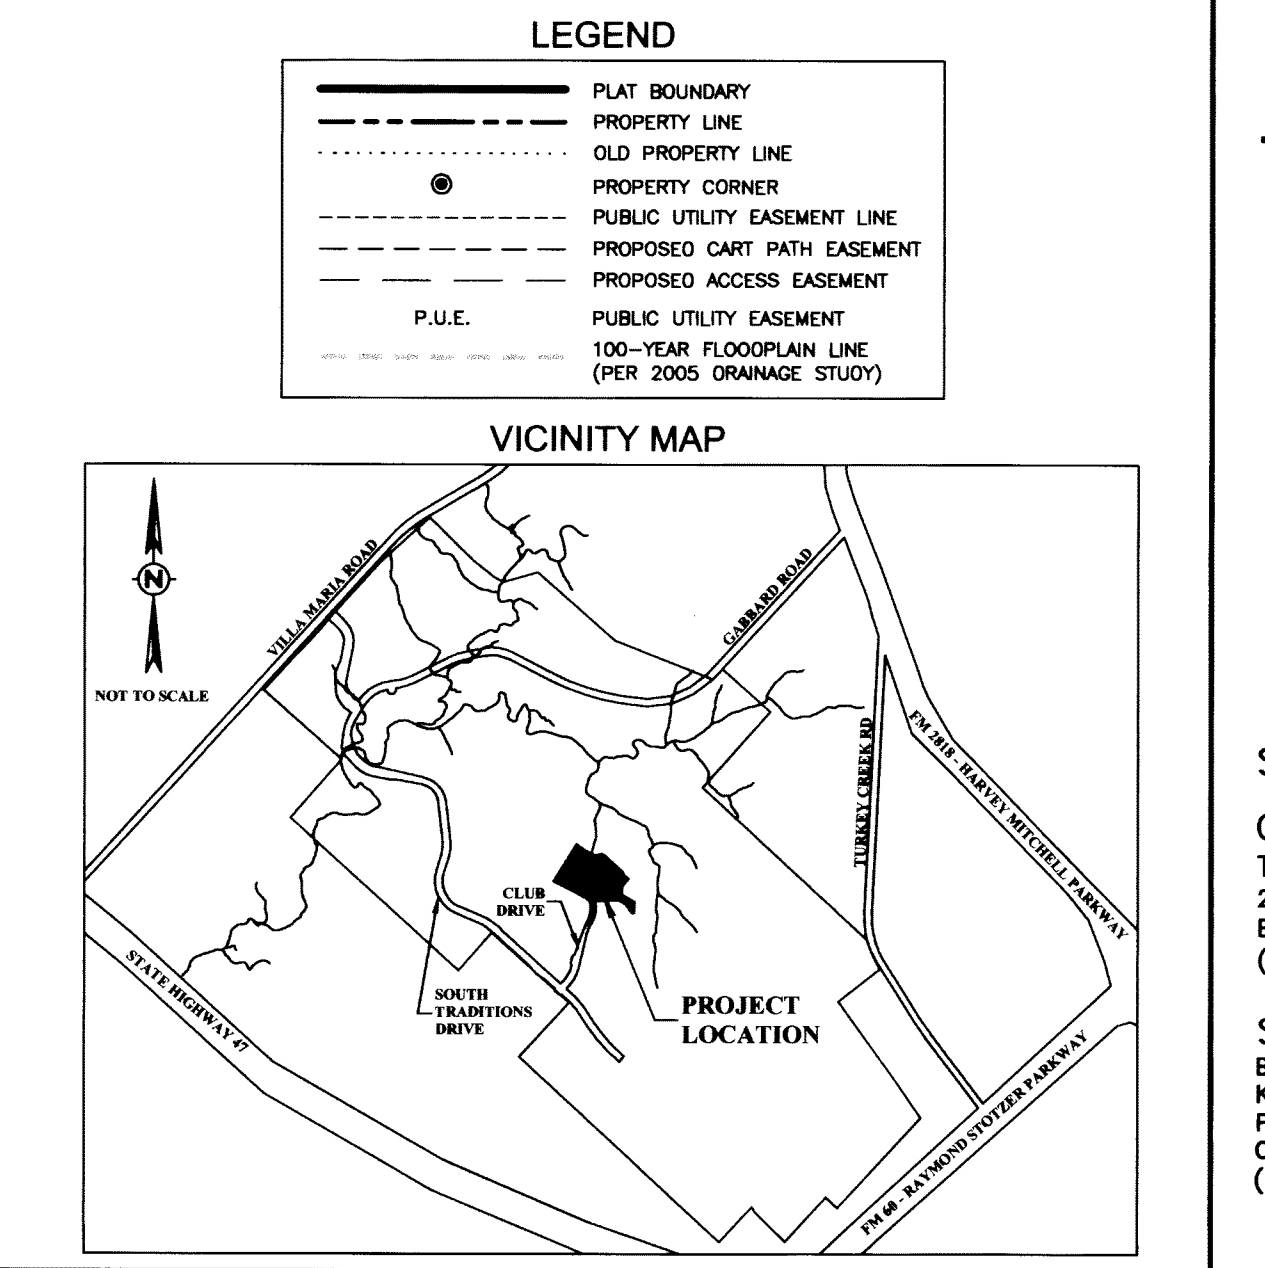 LEGEND
PLAT BOUNDARY
PROPERTY LINE
OLD PROPERTY LINE
PROPERTY CORNER
PUBLIC UTILITY EASEMENT LINE
PROPOSEO CART PATH EASEMENT
PROPOSEO ACCESS EASEMENT
P.U.E. PUBLIC UTILITY EASEMENT
100-YEAR FLOOOPLAIN LINE
(PER 2005 ORAINAGE STUOY)
VICINITY MAP
N
NOT TO SCALE
VILLA MARIA ROAD
GABBARD ROAD
TURKEY CREEK RD
FM 2818 - HARVEY MITCHELL PARKWAY
CLUB
DRIVE
STATE HIGHWAY 47
SOUTH
TRADITIONS
DRIVE
PROJECT
LOCATION
FM 60 - RAYMOND STOTZER PARKWAY